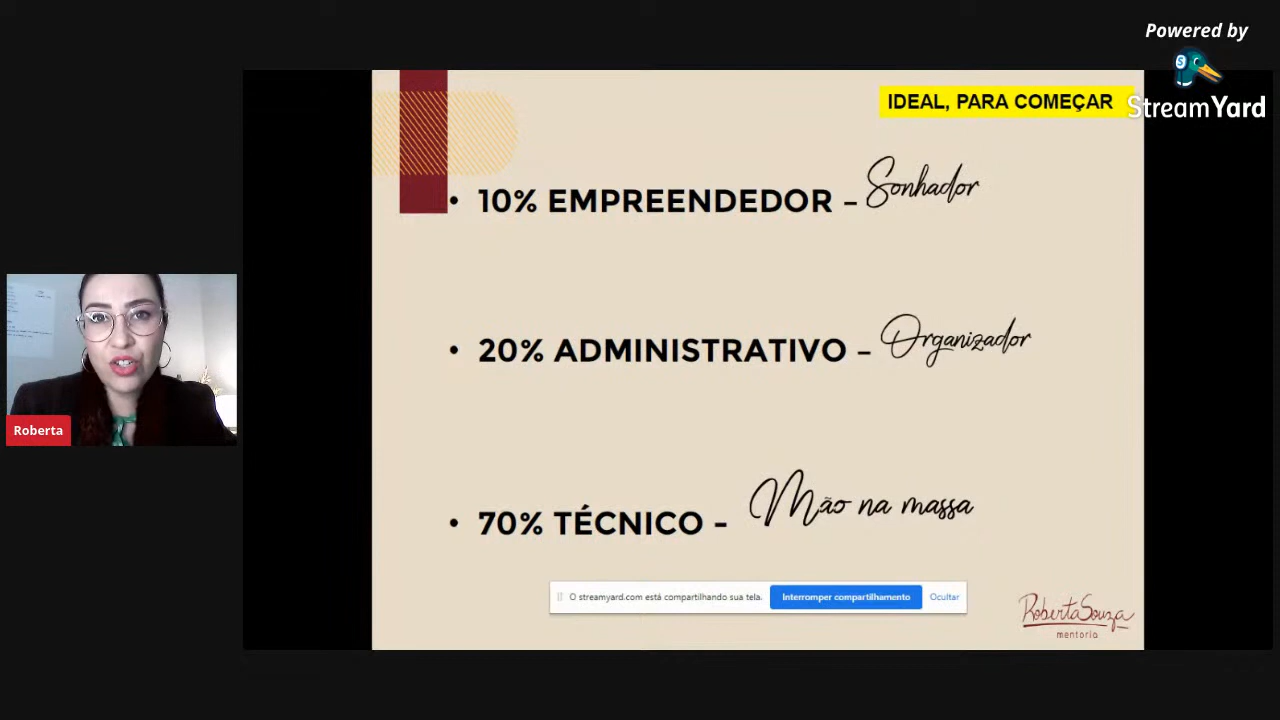 Powered by
StreamYard
IDEAL, PARA COMEÇAR
• 10% EMPREENDEDOR – Sonhador
• 20% ADMINISTRATIVO – Organizador
• 70% TÉCNICO - Mão na massa
Roberta
O streamyard.com está compartilhando sua tela. Interromper compartilhamento Ocultar
Roberta Souza
mentoria